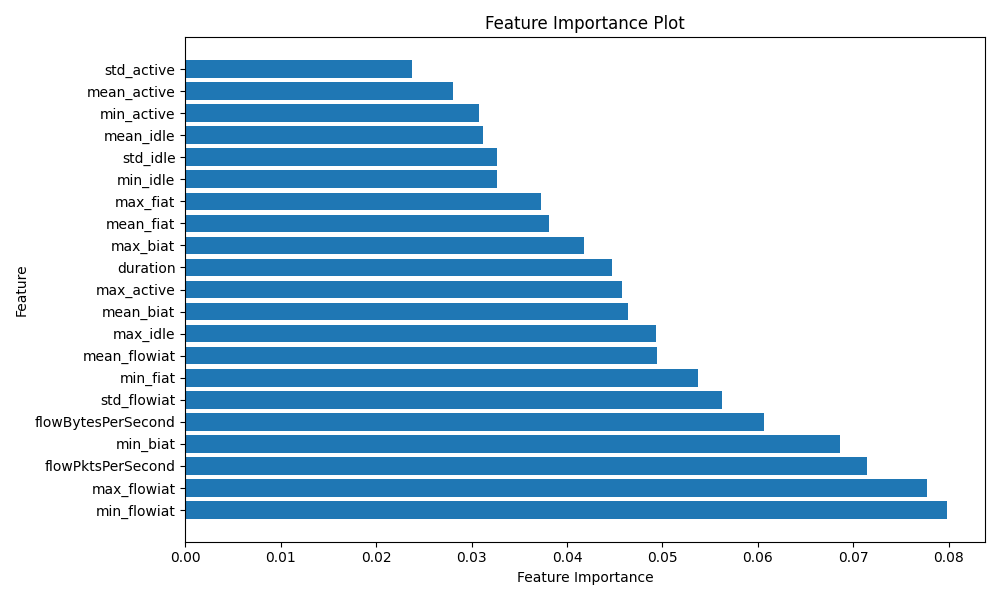 Feature Importance Plot
Feature
std_active
mean_active
min_active
mean_idle
std_idle
min_idle
max_fiat
mean_fiat
max_biat
duration
max_active
mean_biat
max_idle
mean_flowiat
min_fiat
std_flowiat
flowBytesPerSecond
min_biat
flowPktsPerSecond
max_flowiat
min_flowiat
0.00 0.01 0.02 0.03 0.04 0.05 0.06 0.07 0.08
Feature Importance